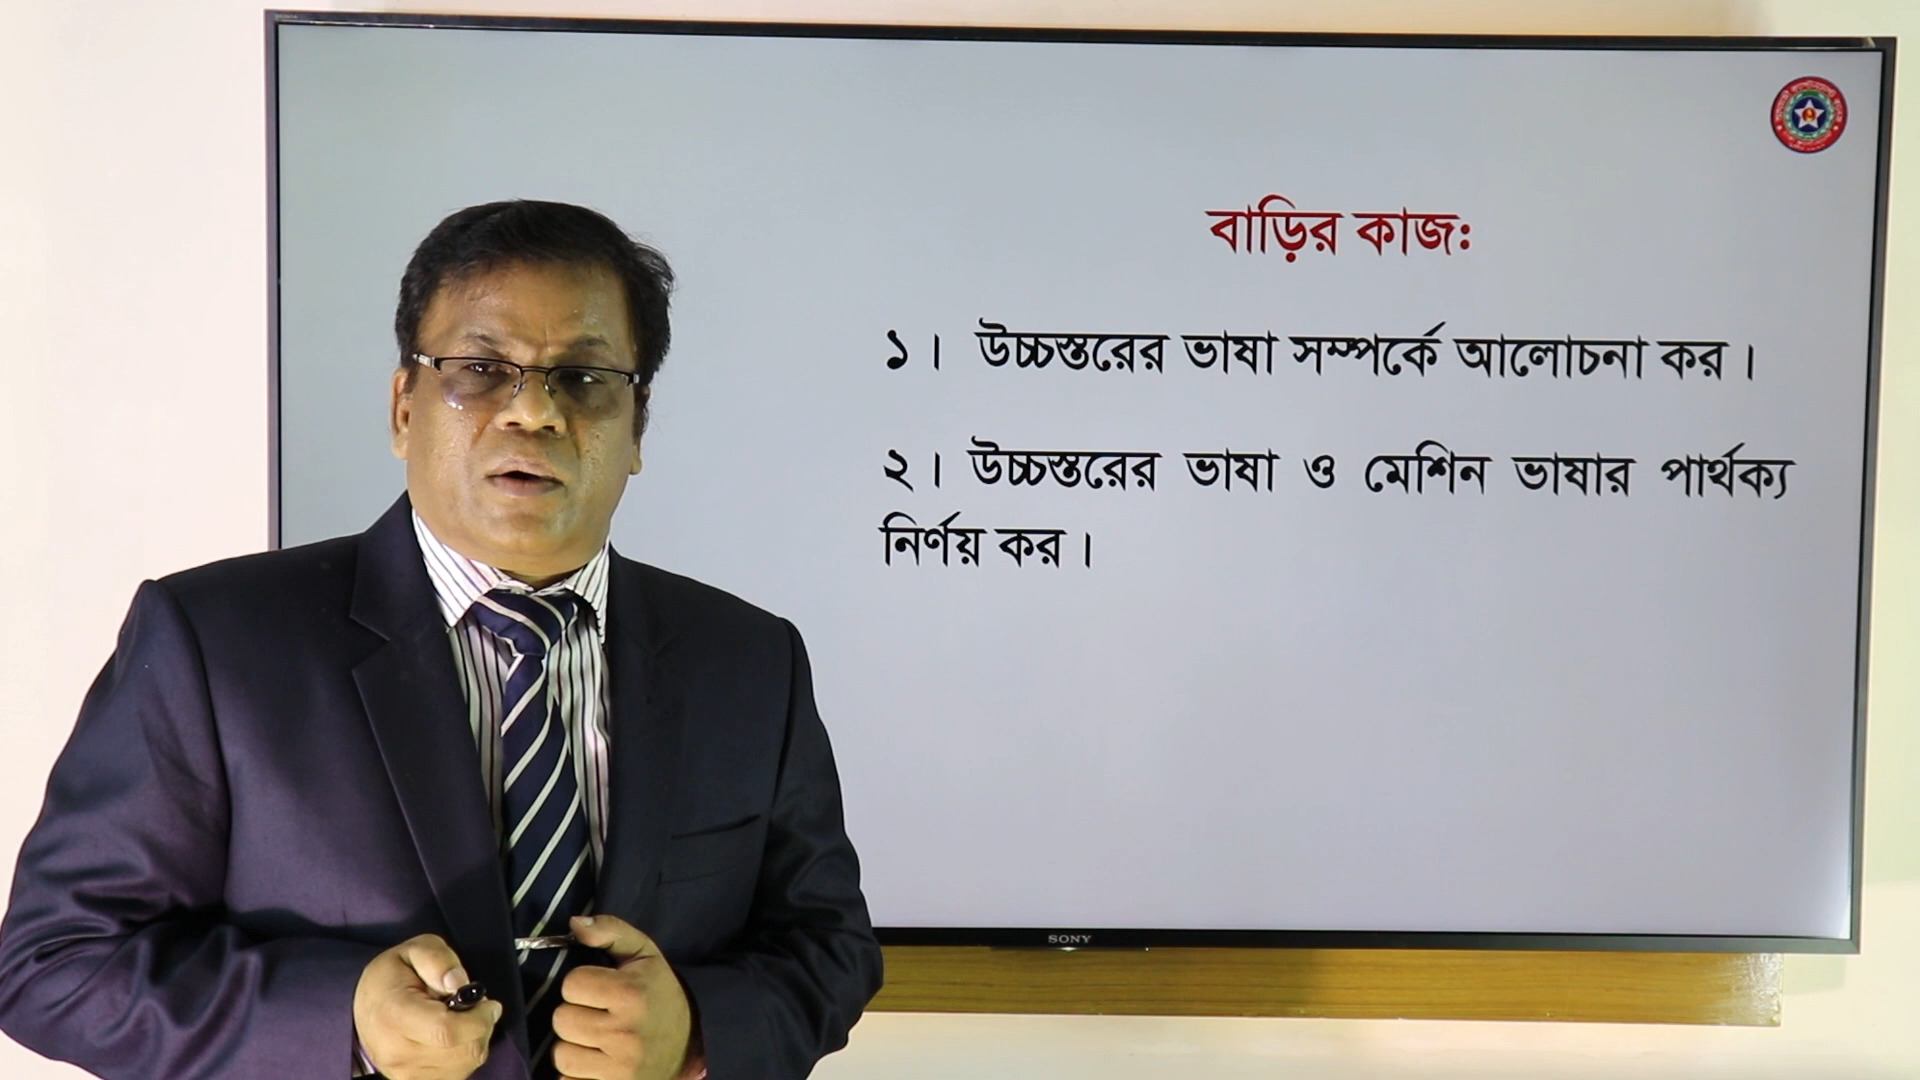 বাড়ির কাজ:
১। উচ্চস্তরের ভাষা সম্পর্কে আলোচনা কর।
২। উচ্চস্তরের ভাষা ও মেশিন ভাষার পার্থক্য
নির্ণয় কর।
SONY